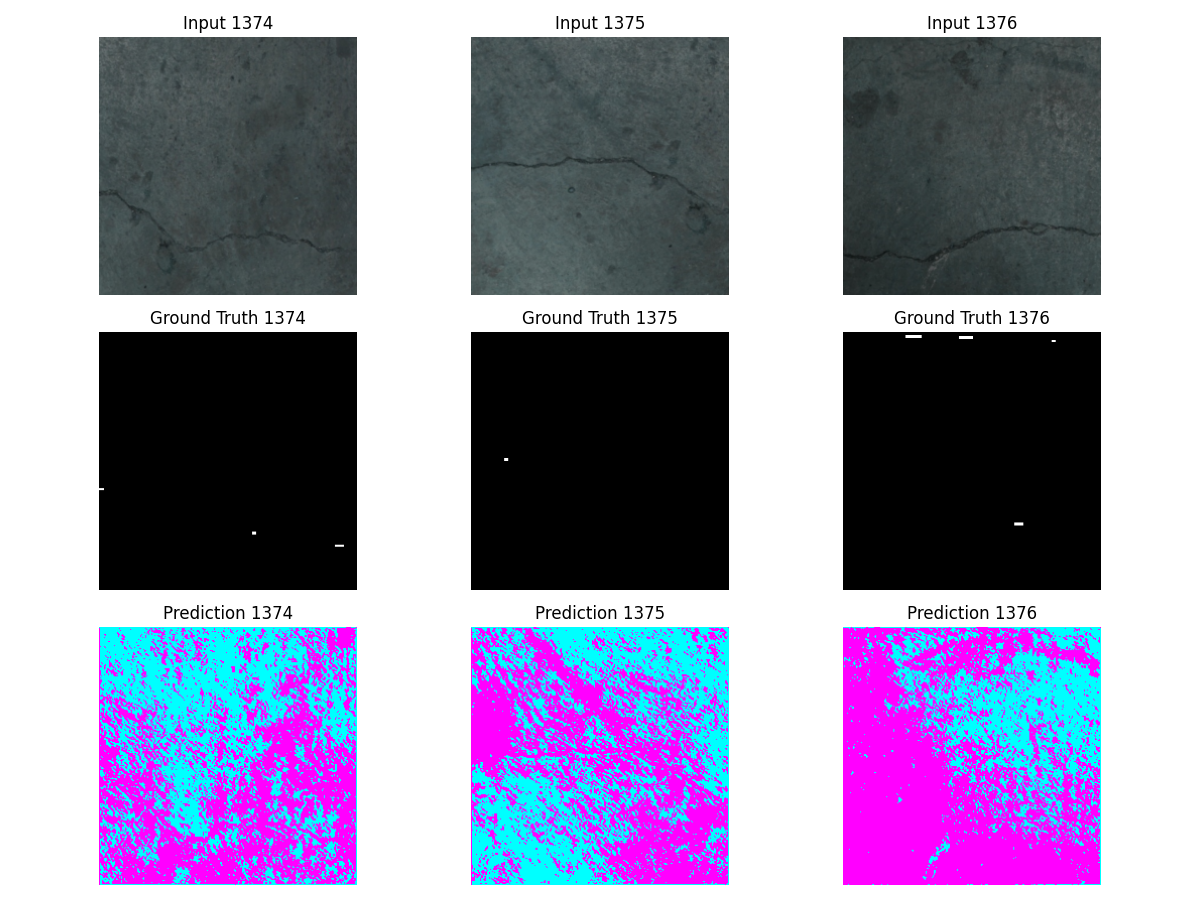 Input 1374
Input 1375
Input 1376
Ground Truth 1374
Ground Truth 1375
Ground Truth 1376
Prediction 1374
Prediction 1375
Prediction 1376